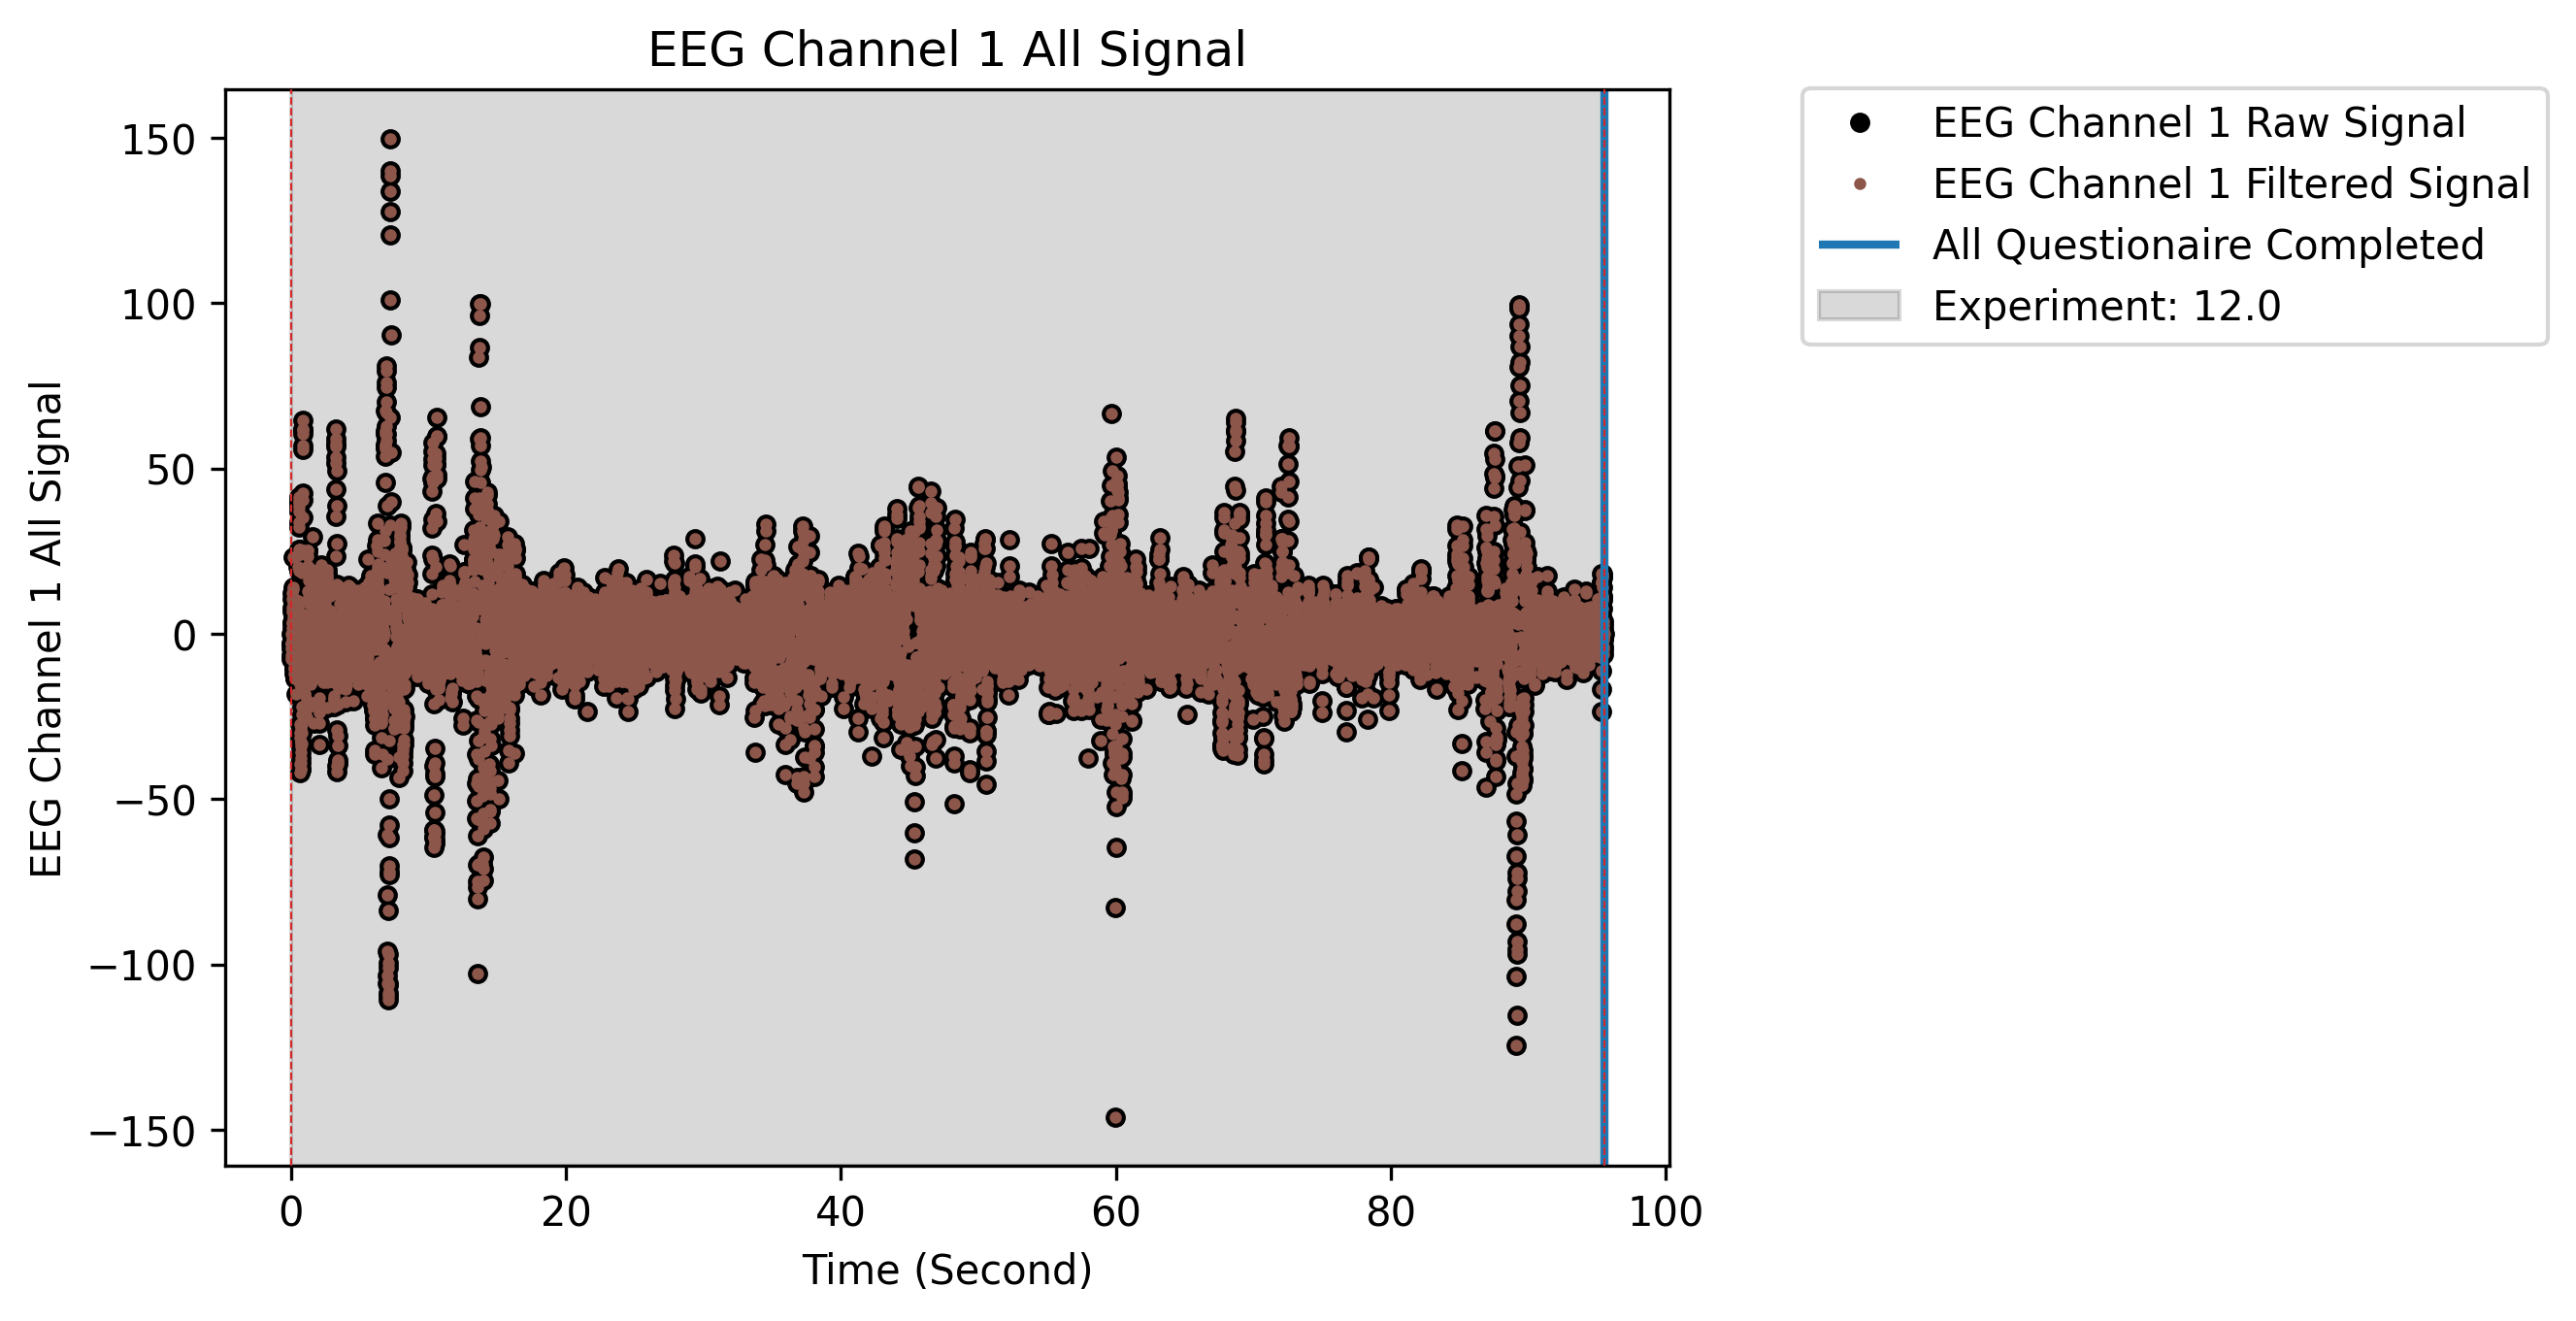 EEG Channel 1 All Signal
EEG Channel 1 Raw Signal
EEG Channel 1 Filtered Signal
All Questionaire Completed
Experiment: 12.0
EEG Channel 1 All Signal
150
100
50
0
−50
−100
−150
0 20 40 60 80 100
Time (Second)